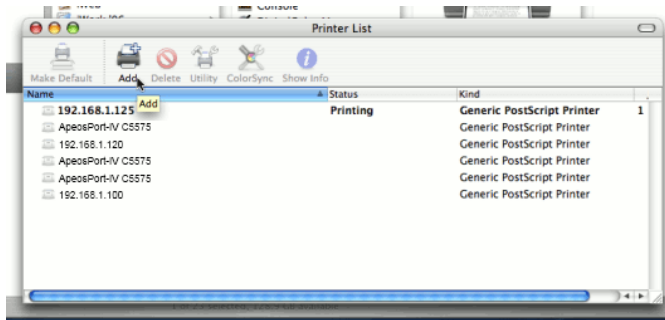 Console
Printer List
Make Default Add Delete Utility ColorSync Show Info
Name Status Kind
Add
192.168.1.125 Printing Generic PostScript Printer 1
ApeosPort-IV C5575 Generic PostScript Printer
192.168.1.120 Generic PostScript Printer
ApeosPort-IV C5575 Generic PostScript Printer
ApeosPort-IV C5575 Generic PostScript Printer
192.168.1.100 Generic PostScript Printer